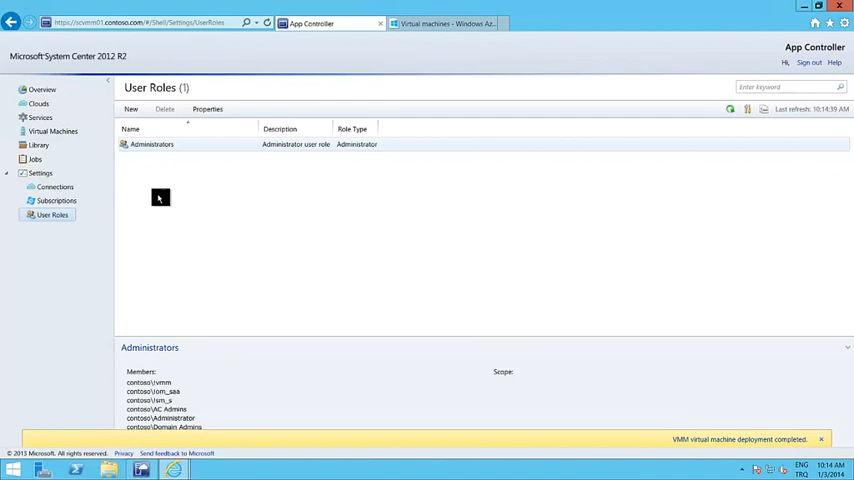 https://scvmm01.contoso.com/#/Shell/Settings/UserRoles
App Controller
Virtual machines - Windows Az...
Microsoft System Center 2012 R2
App Controller
Hi, Sign out Help
Overview
Clouds
Services
Virtual Machines
Library
Jobs
Settings
Connections
Subscriptions
User Roles
User Roles (1)
Enter keyword
New Delete Properties
Last refresh: 10:14:39 AM
Name Description Role Type
Administrators Administrator user role Administrator
Administrators
Members:
contoso\!vmm
contoso\!om_saa
contoso\!sm_s
contoso\AC Admins
contoso\Administrator
contoso\Domain Admins
Scope:
VMM virtual machine deployment completed.
© 2013 Microsoft. All rights reserved. Privacy Send feedback to Microsoft
ENG 10:14 AM
TRQ 1/3/2014